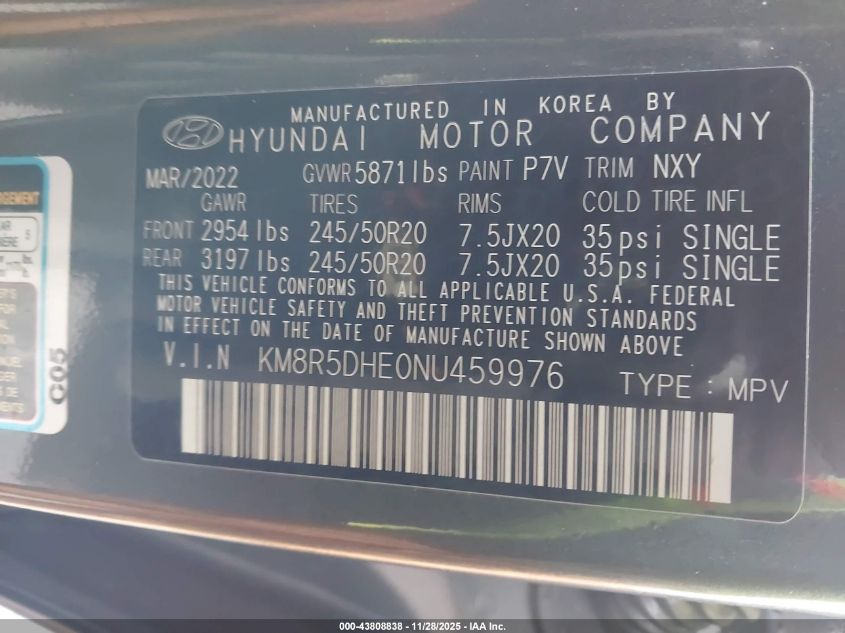 MANUFACTURED IN KOREA BY
HYUNDAI MOTOR COMPANY
MAR/2022 GVWR 5871lbs PAINT P7V TRIM NXY
GAWR TIRES RIMS COLD TIRE INFL
FRONT 2954lbs 245/50R20 7.5JX20 35psi SINGLE
REAR 3197lbs 245/50R20 7.5JX20 35psi SINGLE
THIS VEHICLE CONFORMS TO ALL APPLICABLE U.S.A. FEDERAL
MOTOR VEHICLE SAFETY AND THEFT PREVENTION STANDARDS
IN EFFECT ON THE DATE OF MANUFACTURE SHOWN ABOVE
V.I.N KM8R5DHE0NU459976 TYPE : MPV
C05
000-43808838 - 11/28/2025 - IAA Inc.